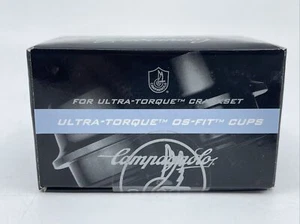 FOR ULTRA-TORQUE™ CRANKSET
ULTRA-TORQUE™ OS-FIT™ CUPS
Campagnolo